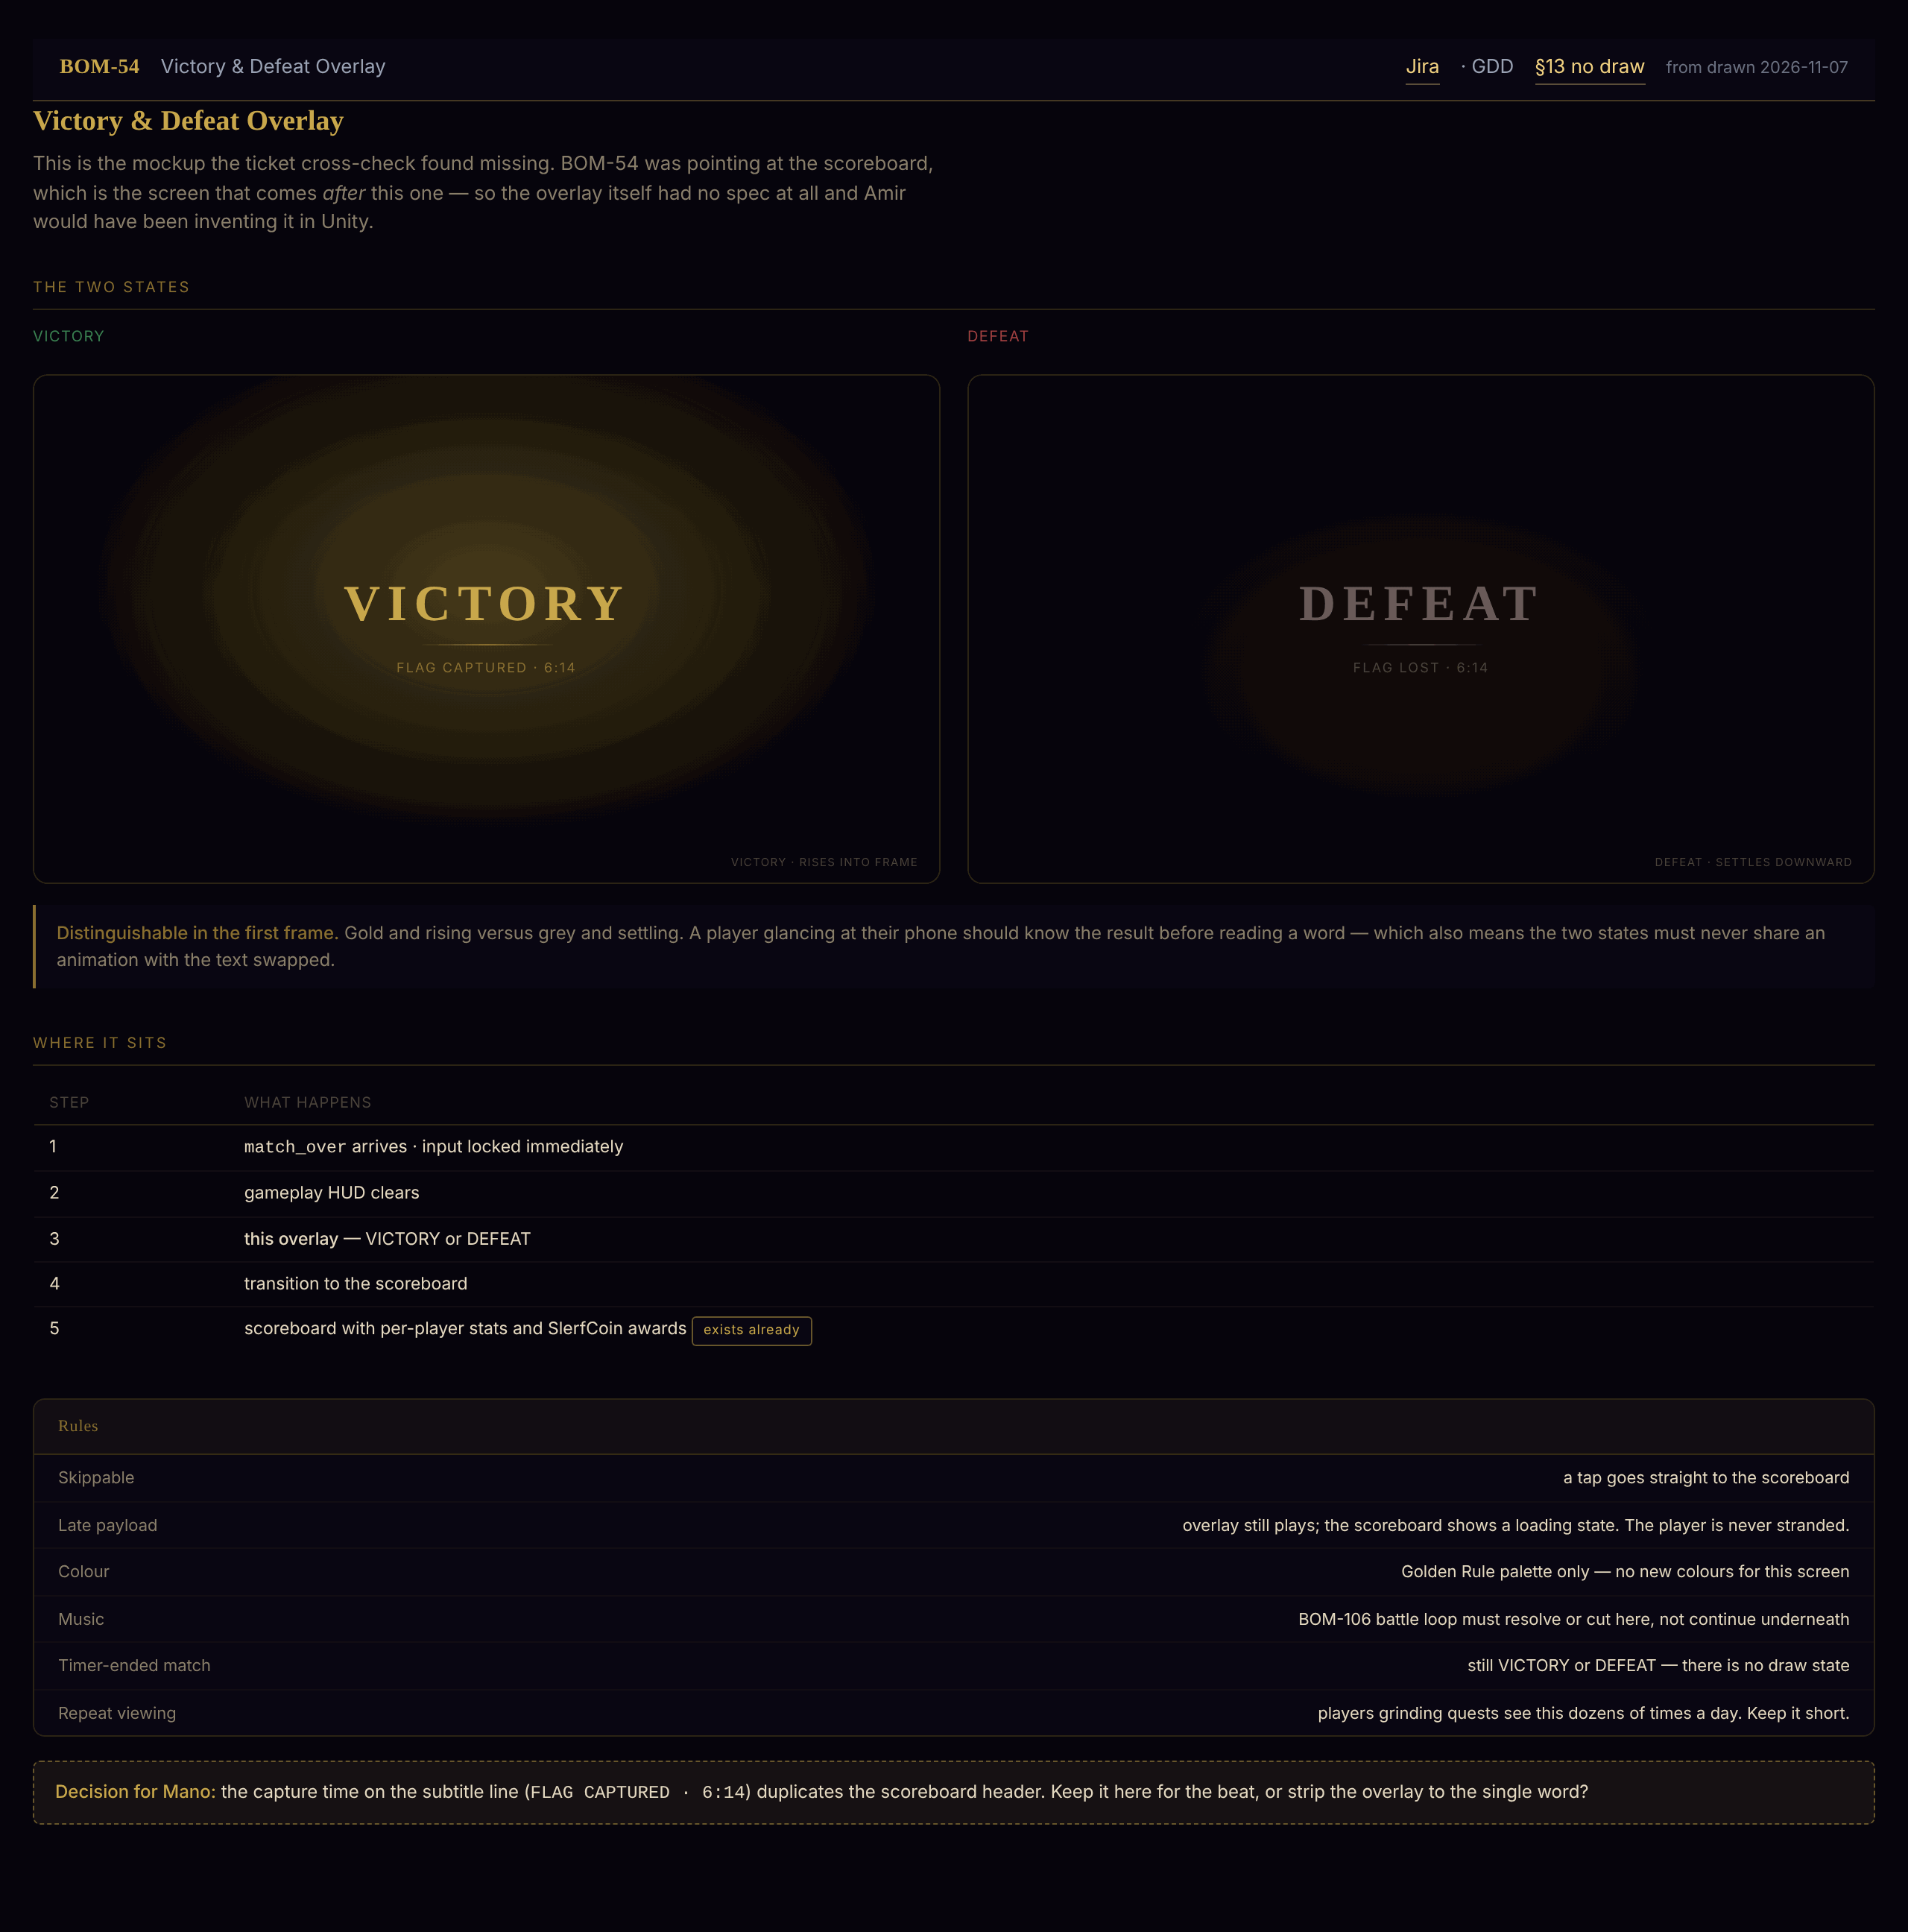 BOM-54 Victory & Defeat Overlay Jira · GDD §13 no draw from drawn 2026-11-07
Victory & Defeat Overlay
This is the mockup the ticket cross-check found missing. BOM-54 was pointing at the scoreboard,
which is the screen that comes after this one — so the overlay itself had no spec at all and Amir
would have been inventing it in Unity.
THE TWO STATES
VICTORY
DEFEAT
VICTORY
FLAG CAPTURED · 6:14
VICTORY · RISES INTO FRAME
DEFEAT
FLAG LOST · 6:14
DEFEAT · SETTLES DOWNWARD
Distinguishable in the first frame. Gold and rising versus grey and settling. A player glancing at their phone should know the result before reading a word — which also means the two states must never share an
animation with the text swapped.
WHERE IT SITS
STEP WHAT HAPPENS
1 match_over arrives · input locked immediately
2 gameplay HUD clears
3 this overlay — VICTORY or DEFEAT
4 transition to the scoreboard
5 scoreboard with per-player stats and SlerfCoin awards exists already
Rules
Skippable a tap goes straight to the scoreboard
Late payload overlay still plays; the scoreboard shows a loading state. The player is never stranded.
Colour Golden Rule palette only — no new colours for this screen
Music BOM-106 battle loop must resolve or cut here, not continue underneath
Timer-ended match still VICTORY or DEFEAT — there is no draw state
Repeat viewing players grinding quests see this dozens of times a day. Keep it short.
Decision for Mano: the capture time on the subtitle line (FLAG CAPTURED · 6:14) duplicates the scoreboard header. Keep it here for the beat, or strip the overlay to the single word?